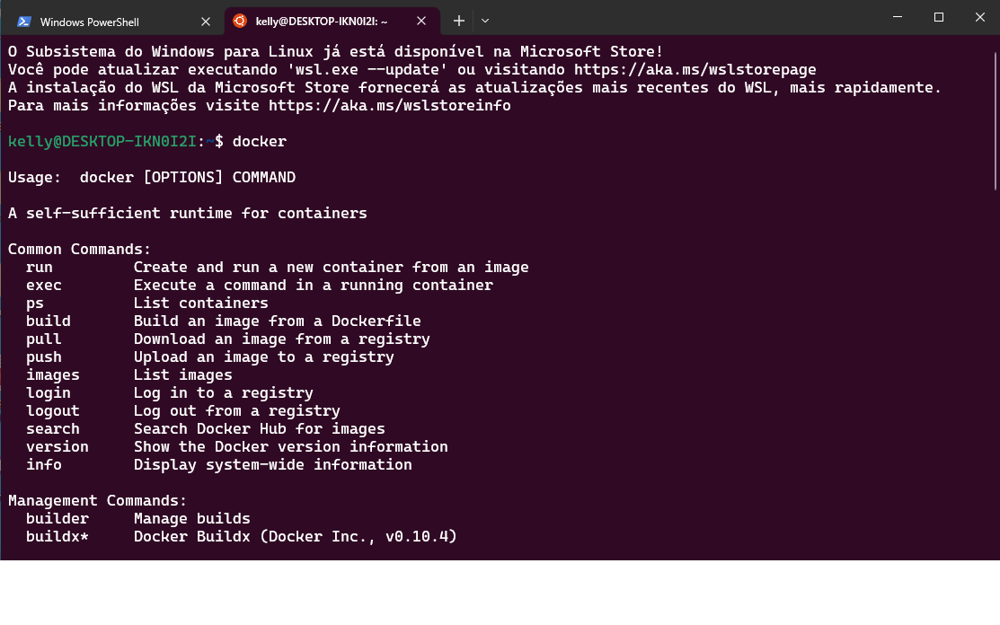 Windows PowerShell
kelly@DESKTOP-IKN0I2I: ~
O Subsistema do Windows para Linux já está disponível na Microsoft Store!
Você pode atualizar executando 'wsl.exe --update' ou visitando https://aka.ms/wslstorepage
A instalação do WSL da Microsoft Store fornecerá as atualizações mais recentes do WSL, mais rapidamente.
Para mais informações visite https://aka.ms/wslstoreinfo
kelly@DESKTOP-IKN0I2I:~$ docker
Usage:  docker [OPTIONS] COMMAND
A self-sufficient runtime for containers
Common Commands:
  run         Create and run a new container from an image
  exec        Execute a command in a running container
  ps          List containers
  build       Build an image from a Dockerfile
  pull        Download an image from a registry
  push        Upload an image to a registry
  images      List images
  login       Log in to a registry
  logout      Log out from a registry
  search      Search Docker Hub for images
  version     Show the Docker version information
  info        Display system-wide information
Management Commands:
  builder     Manage builds
  buildx*     Docker Buildx (Docker Inc., v0.10.4)